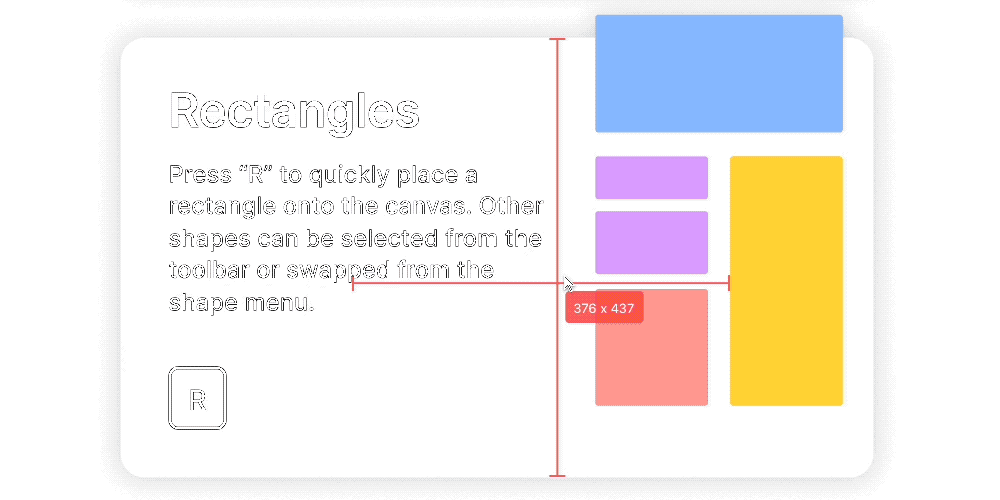 Rectangles
Press “R” to quickly place a
rectangle onto the canvas. Other
shapes can be selected from the
toolbar or swapped from the
shape menu.
376 x 437
R